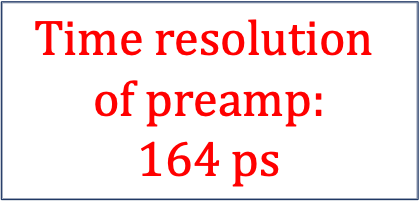 Time resolution
of preamp:
164 ps